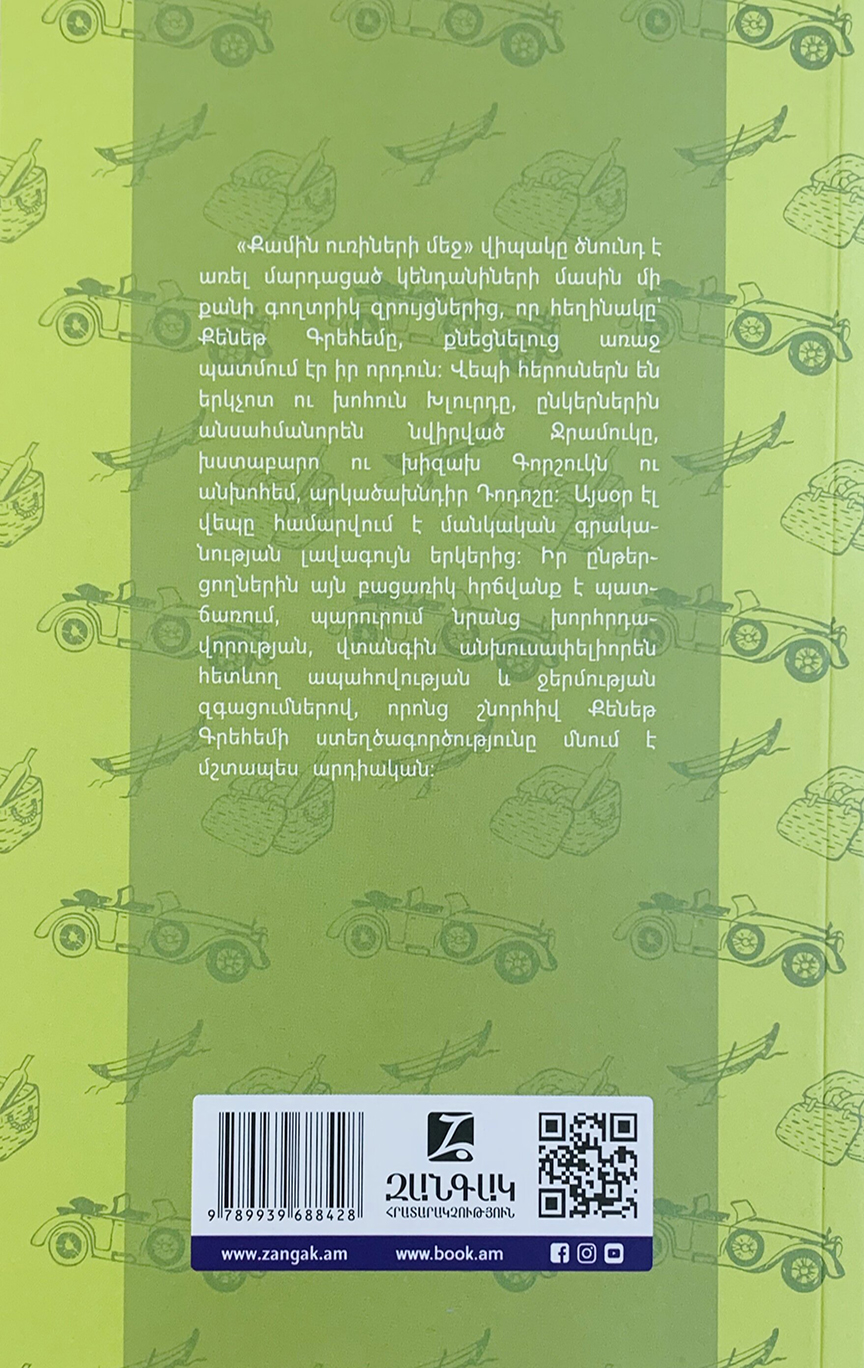 «Քամին ուռիների մեջ» վիպակը ծնունդ է
առել մարդացած կենդանիների մասին մի
քանի գողտրիկ զրույցներից, որ հեղինակը՝
Քենեթ Գրեհեմը, քնեցնելուց առաջ
պատմում էր իր որդուն։ Վեպի հերոսներն են
երկչոտ ու խոհուն Խլուրդը, ընկերներին
անսահմանորեն նվիրված Ջրամուկը,
խստաբարո ու խիզախ Գորշուկն ու
անխոհեմ, արկածախնդիր Դոդոշը։ Այսօր էլ
վեպը համարվում է մանկական գրակա-
նության լավագույն երկերից։ Իր ընթեր-
ցողներին այն բացառիկ հրճվանք է պատ-
ճառում, պարուրում նրանց խորհրդա-
վորության, վտանգին անխուսափելիորեն
հետևող ապահովության և ջերմության
զգացումներով, որոնց շնորհիվ Քենեթ
Գրեհեմի ստեղծագործությունը մնում է
մշտապես արդիական։
9 789939 688428
ԶԱՆԳԱԿ
ՀՐԱՏԱՐԱԿՉՈՒԹՅՈՒՆ
www.zangak.am www.book.am